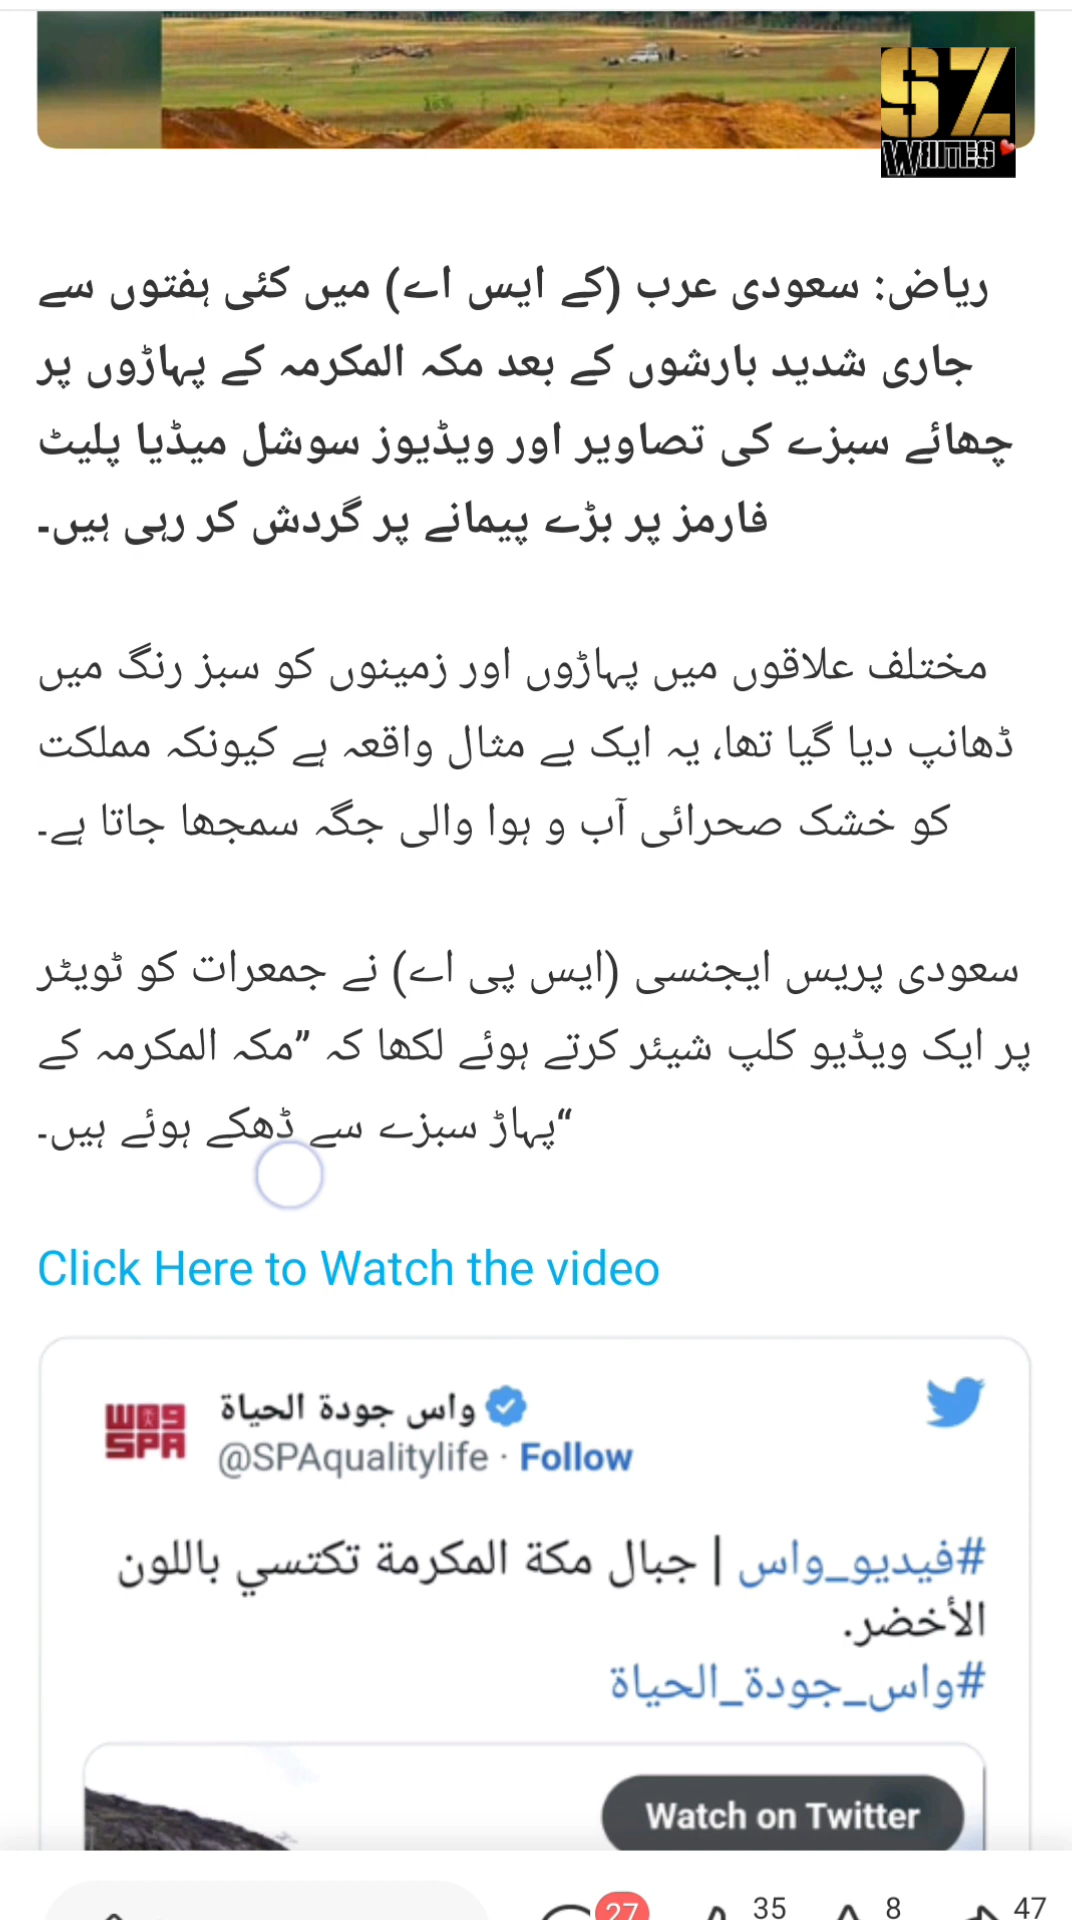 SZ
WRITES
ریاض: سعودی عرب (کے ایس اے) میں کئی ہفتوں سے
جاری شدید بارشوں کے بعد مکہ المکرمہ کے پہاڑوں پر
چھائے سبزے کی تصاویر اور ویڈیوز سوشل میڈیا پلیٹ
فارمز پر بڑے پیمانے پر گردش کر رہی ہیں۔
مختلف علاقوں میں پہاڑوں اور زمینوں کو سبز رنگ میں
ڈھانپ دیا گیا تھا، یہ ایک بے مثال واقعہ ہے کیونکہ مملکت
کو خشک صحرائی آب و ہوا والی جگہ سمجھا جاتا ہے۔
سعودی پریس ایجنسی (ایس پی اے) نے جمعرات کو ٹویٹر
پر ایک ویڈیو کلپ شیئر کرتے ہوئے لکھا کہ ”مکہ المکرمہ کے
“پہاڑ سبزے سے ڈھکے ہوئے ہیں۔
Click Here to Watch the video
واس جودة الحياة
واس
SPA
@SPAqualitylife · Follow
#فيديو_واس | جبال مكة المكرمة تكتسي باللون
الأخضر.
#واس_جودة_الحياة
Watch on Twitter
27
35
8
47